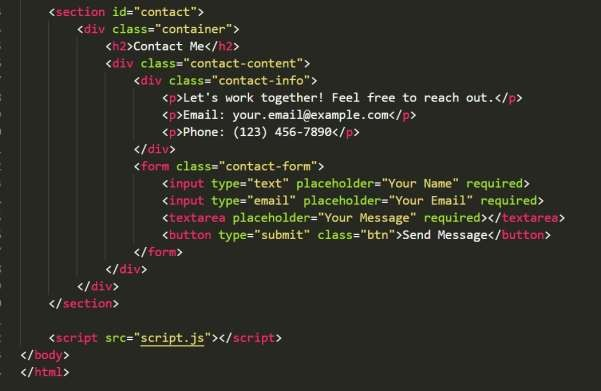 <section id="contact">
<div class="container">
<h2>Contact Me</h2>
<div class="contact-content">
<div class="contact-info">
<p>Let's work together! Feel free to reach out.</p>
<p>Email: your.email@example.com</p>
<p>Phone: (123) 456-7890</p>
</div>
<form class="contact-form">
<input type="text" placeholder="Your Name" required>
<input type="email" placeholder="Your Email" required>
<textarea placeholder="Your Message" required></textarea>
<button type="submit" class="btn">Send Message</button>
</form>
</div>
</div>
</section>
<script src="script.js"></script>
</body>
</html>